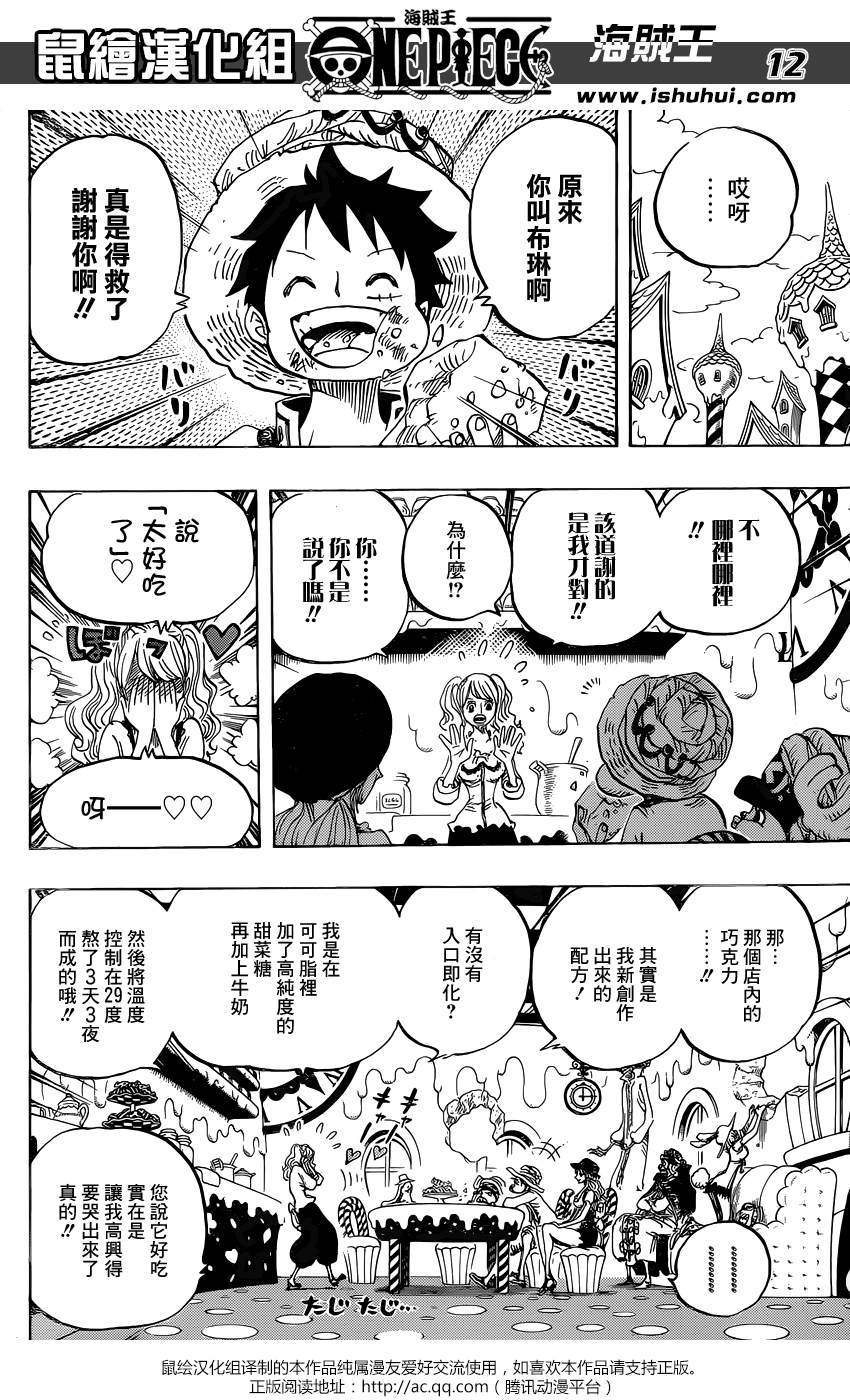 鼠繪漢化組
海賊王
ONE PIECE
海賊王
12
www.ishuhui.com
哎呀
……
原來
你叫布琳啊
真是得救了
謝謝你啊!!
バリ
バリ
不
哪裡哪裡
!!
該道謝的
是我才對!!
為什麼!?
你……
你不是
說了嗎!!
說
「太好吃
了」♡
ぽっ♥
呀——♡♡
那…
那個店內的
巧克力
……!!
其實是
我新創作
出來的
配方!
有沒有
入口即化?
我是在
可可脂裡
加了高純度的
甜菜糖
再加上牛奶
然後將溫度
控制在29度
熬了3天3夜
而成的哦!!
キャー!
キャー!
您說它好吃
實在是
讓我高興得
要哭出來了
真的!!
たじたじ…
………
………
鼠绘汉化组译制的本作品纯属漫友爱好交流使用，如喜欢本作品请支持正版。
正版阅读地址：http://ac.qq.com（腾讯动漫平台）